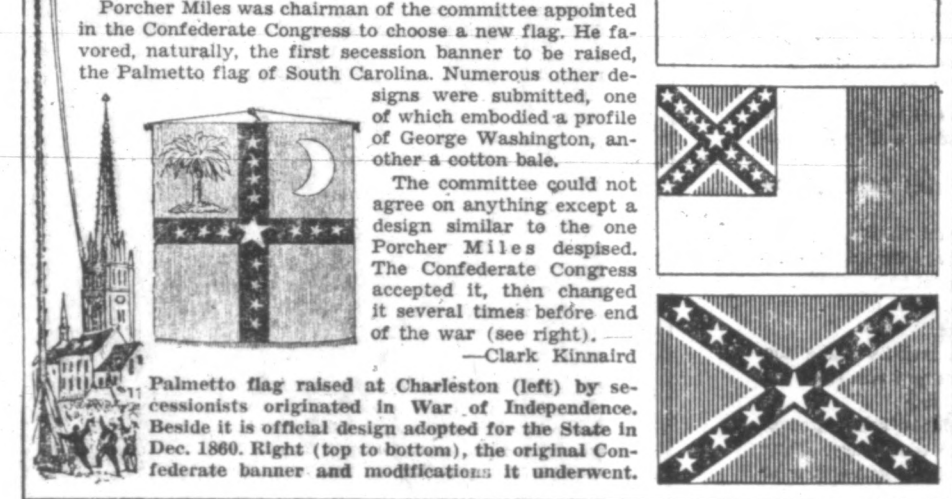 Porcher Miles was chairman of the committee appointed
in the Confederate Congress to choose a new flag. He fa-
vored, naturally, the first secession banner to be raised,
the Palmetto flag of South Carolina. Numerous other de-
signs were submitted, one
of which embodied a profile
of George Washington, an-
other a cotton bale.
The committee could not
agree on anything except a
design similar to the one
Porcher Miles despised.
The Confederate Congress
accepted it, then changed
it several times before end
of the war (see right).
—Clark Kinnaird
Palmetto flag raised at Charleston (left) by se-
cessionists originated in War of Independence.
Beside it is official design adopted for the State in
Dec. 1860. Right (top to bottom), the original Con-
federate banner and modifications it underwent.